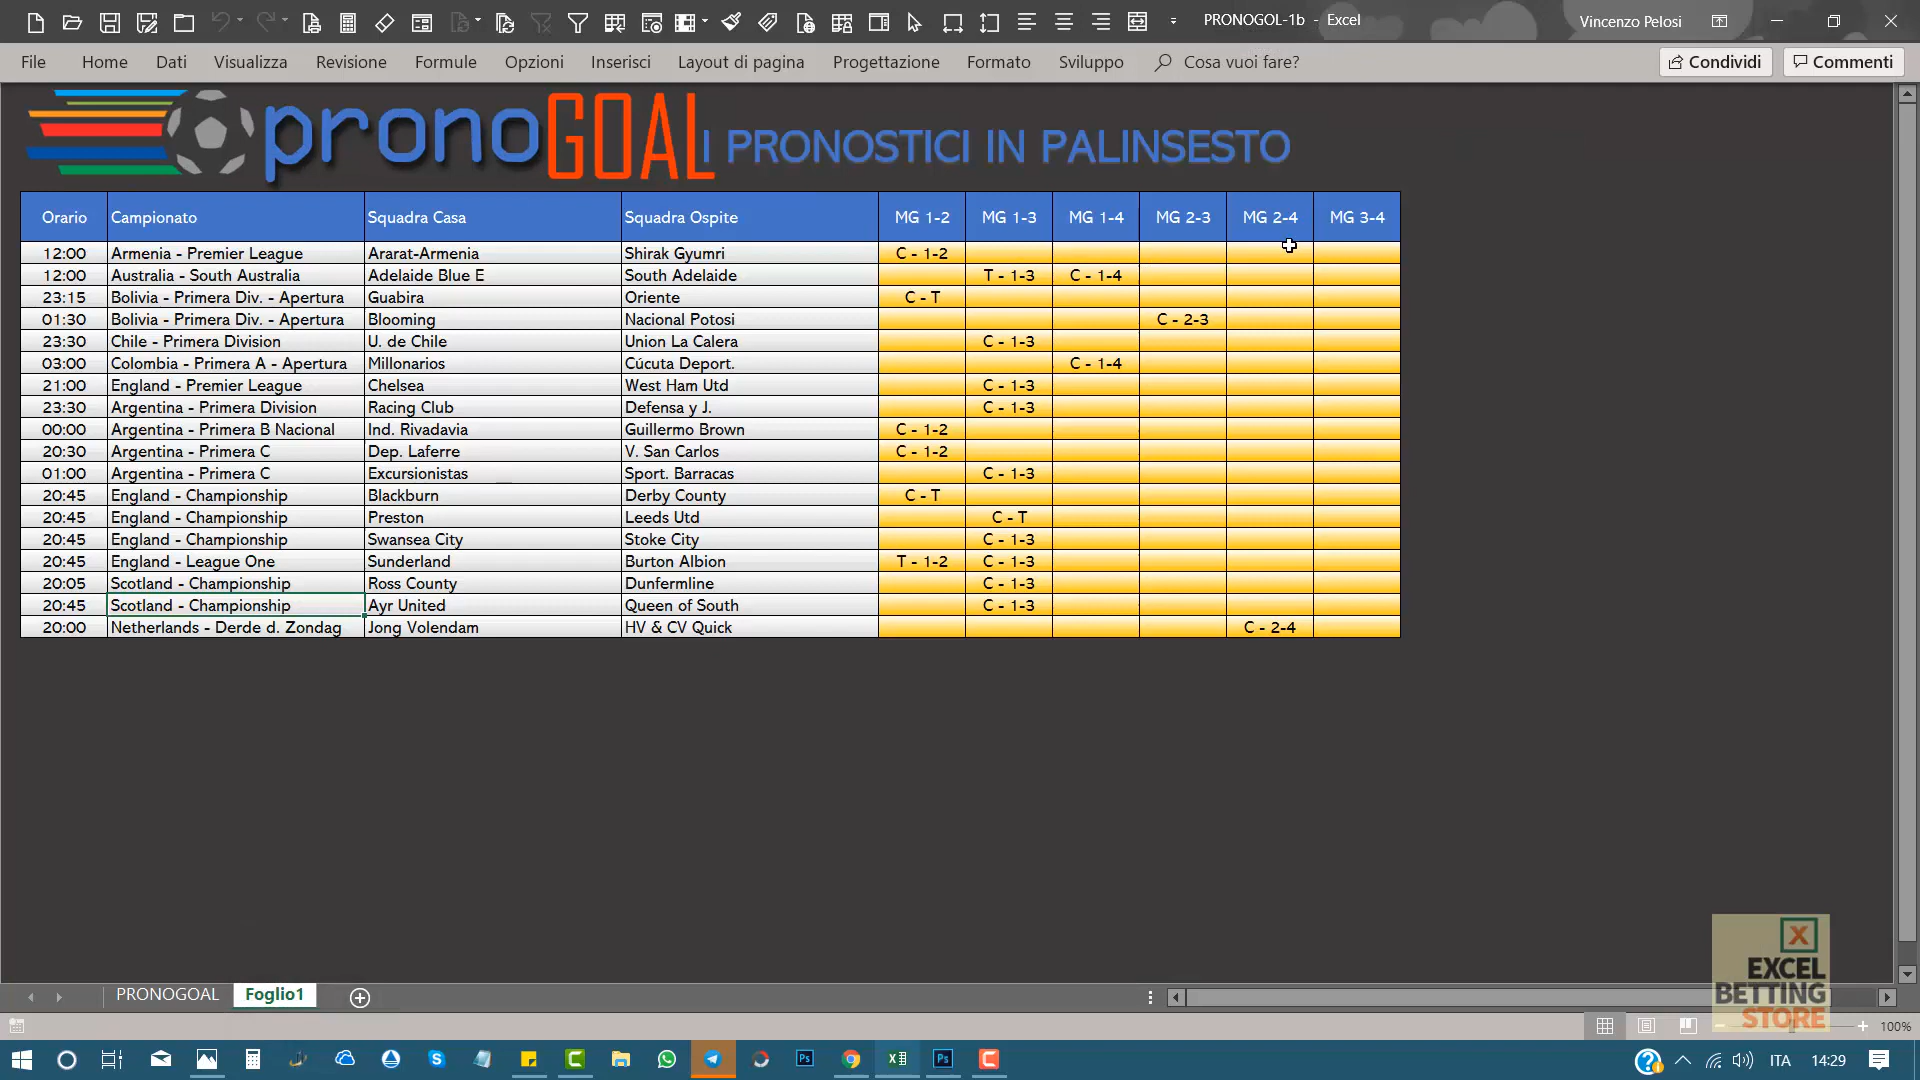 PRONOGOL-1b - Excel
Vincenzo Pelosi
File Home Dati Visualizza Revisione Formule Opzioni Inserisci Layout di pagina Progettazione Formato Sviluppo Cosa vuoi fare? Condividi Commenti
pronoGOAL I PRONOSTICI IN PALINSESTO
Orario Campionato Squadra Casa Squadra Ospite MG 1-2 MG 1-3 MG 1-4 MG 2-3 MG 2-4 MG 3-4
12:00 Armenia - Premier League Ararat-Armenia Shirak Gyumri C - 1-2
12:00 Australia - South Australia Adelaide Blue E South Adelaide T - 1-3 C - 1-4
23:15 Bolivia - Primera Div. - Apertura Guabira Oriente C - T
01:30 Bolivia - Primera Div. - Apertura Blooming Nacional Potosi C - 2-3
23:30 Chile - Primera Division U. de Chile Union La Calera C - 1-3
03:00 Colombia - Primera A - Apertura Millonarios Cúcuta Deport. C - 1-4
21:00 England - Premier League Chelsea West Ham Utd C - 1-3
23:30 Argentina - Primera Division Racing Club Defensa y J. C - 1-3
00:00 Argentina - Primera B Nacional Ind. Rivadavia Guillermo Brown C - 1-2
20:30 Argentina - Primera C Dep. Laferre V. San Carlos C - 1-2
01:00 Argentina - Primera C Excursionistas Sport. Barracas C - 1-3
20:45 England - Championship Blackburn Derby County C - T
20:45 England - Championship Preston Leeds Utd C - T
20:45 England - Championship Swansea City Stoke City C - 1-3
20:45 England - League One Sunderland Burton Albion T - 1-2 C - 1-3
20:05 Scotland - Championship Ross County Dunfermline C - 1-3
20:45 Scotland - Championship Ayr United Queen of South C - 1-3
20:00 Netherlands - Derde d. Zondag Jong Volendam HV & CV Quick C - 2-4
X
EXCEL
BETTING
STORE
PRONOGOAL Foglio1
100%
ITA 14:29